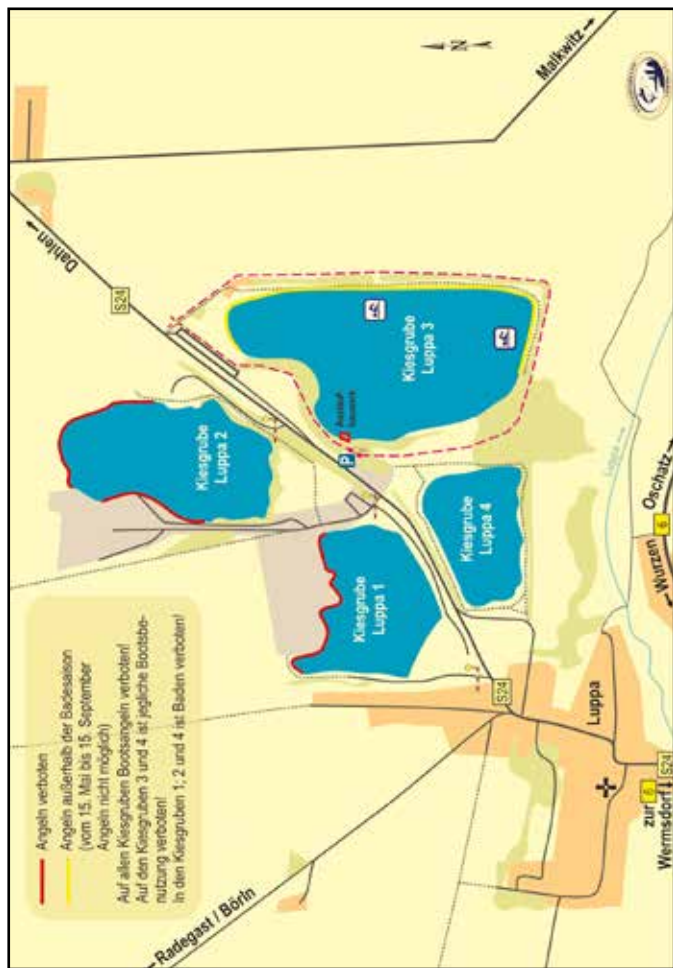 Angeln verboten
Angeln außerhalb der Badesaison
(vom 15. Mai bis 15. September
Angeln nicht möglich)
Auf allen Kiesgruben Bootsangeln verboten!
Auf den Kiesgruben 3 und 4 ist jegliche Bootsbe-
nutzung verboten!
In den Kiesgruben 1; 2 und 4 ist Baden verboten!
Dahlen
S24
Malkwitz
N
Kiesgrube
Luppa 2
Kiesgrube
Luppa 3
P
Auslauf-
bauwerk
Kiesgrube
Luppa 1
Kiesgrube
Luppa 4
Radegast / Börln
S24
Luppa
Luppa
Wurzen
6
Oschatz
zur 6
Wermsdorf
S24